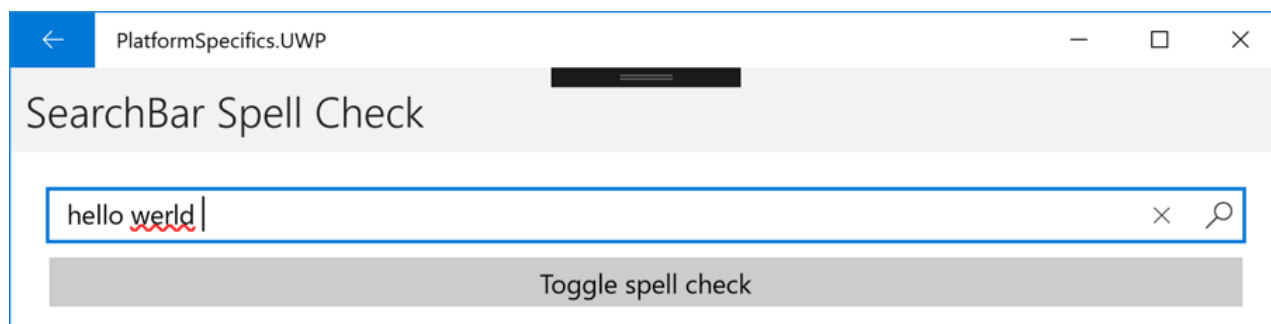 PlatformSpecifics.UWP
SearchBar Spell Check
hello werld
Toggle spell check